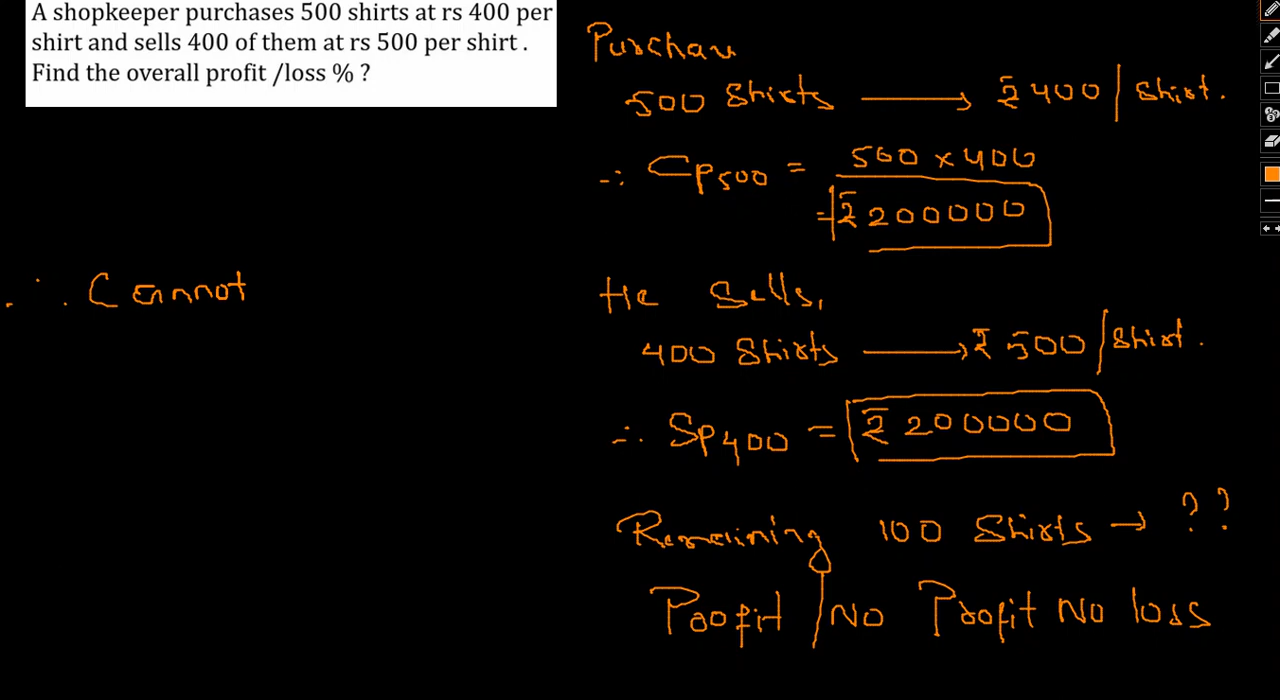 A shopkeeper purchases 500 shirts at rs 400 per
shirt and sells 400 of them at rs 500 per shirt .
Find the overall profit /loss % ?
Purchase
500 Shirts → ₹ 400 / Shirt.
∴ Cp500 = 500 × 400
= ₹ 200000
He Sells,
400 Shirts → ₹ 500 / Shirt.
∴ Sp400 = ₹ 200000
Remaining 100 Shirts → ??
Profit / No Profit No loss
∴ Cannot